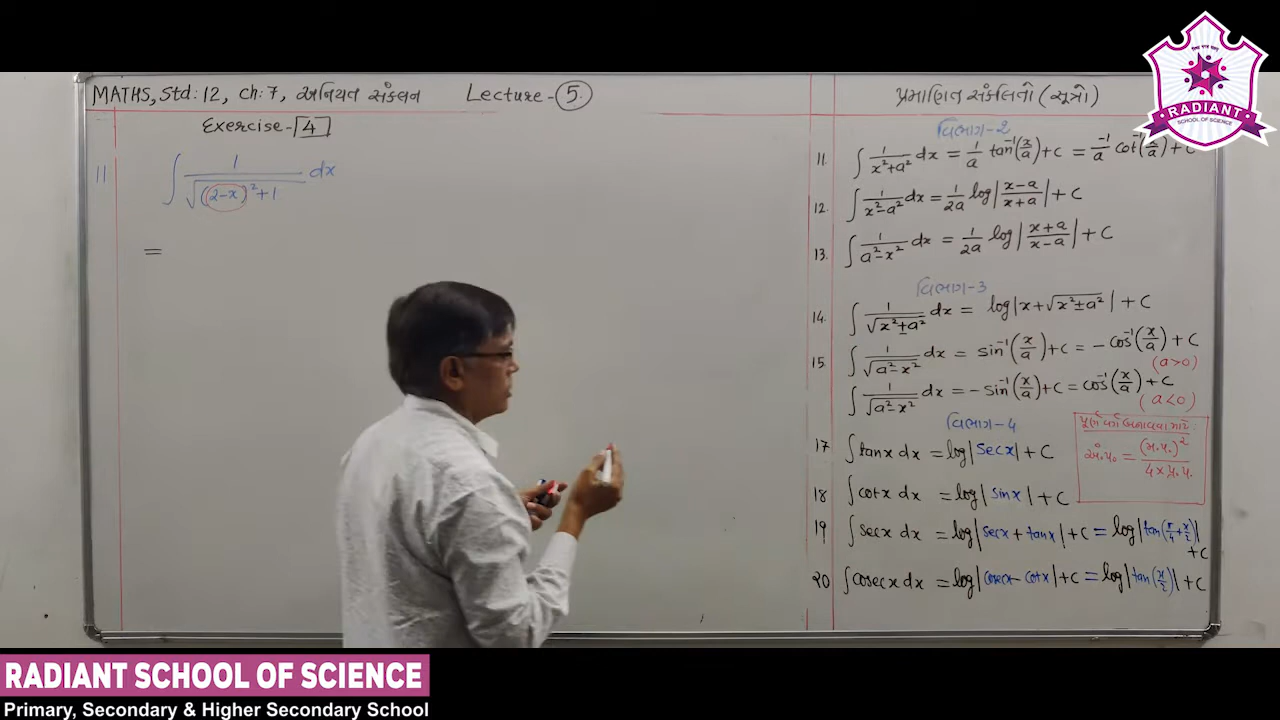 MATHS, Std: 12, Ch: 7, અનિયત સંકલન Lecture - 5
Exercise - 4
11 ∫ 1/√((2-x)²+1) dx
=
પ્રમાણિત સંકલિતો (સૂત્રો)
વિભાગ-2
11. ∫ 1/(x²+a²) dx = 1/a tan⁻¹(x/a) + C = -1/a cot⁻¹(x/a) + C
12. ∫ 1/(x²-a²) dx = 1/2a log|(x-a)/(x+a)| + C
13. ∫ 1/(a²-x²) dx = 1/2a log|(x+a)/(x-a)| + C
વિભાગ-3
14. ∫ 1/√(x²±a²) dx = log|x+√(x²±a²)| + C
15 ∫ 1/√(a²-x²) dx = sin⁻¹(x/a) + C = -cos⁻¹(x/a) + C
(a>0)
∫ 1/√(a²-x²) dx = -sin⁻¹(x/a) + C = cos⁻¹(x/a) + C
(a<0)
વિભાગ-4
17 ∫ tanx dx = log|secx| + C
18 ∫ cotx dx = log|sinx| + C
19 ∫ secx dx = log|secx + tanx| + C = log|tan(π/4+x/2)| + C
20 ∫ cosecx dx = log|cosecx - cotx| + C = log|tan(x/2)| + C
પૂર્ણવર્ગ બનાવવા માટે:
અં.પ. = (મ.પ.)²/4×પ્ર.પ.
RADIANT
SCHOOL OF SCIENCE
RADIANT SCHOOL OF SCIENCE
Primary, Secondary & Higher Secondary School